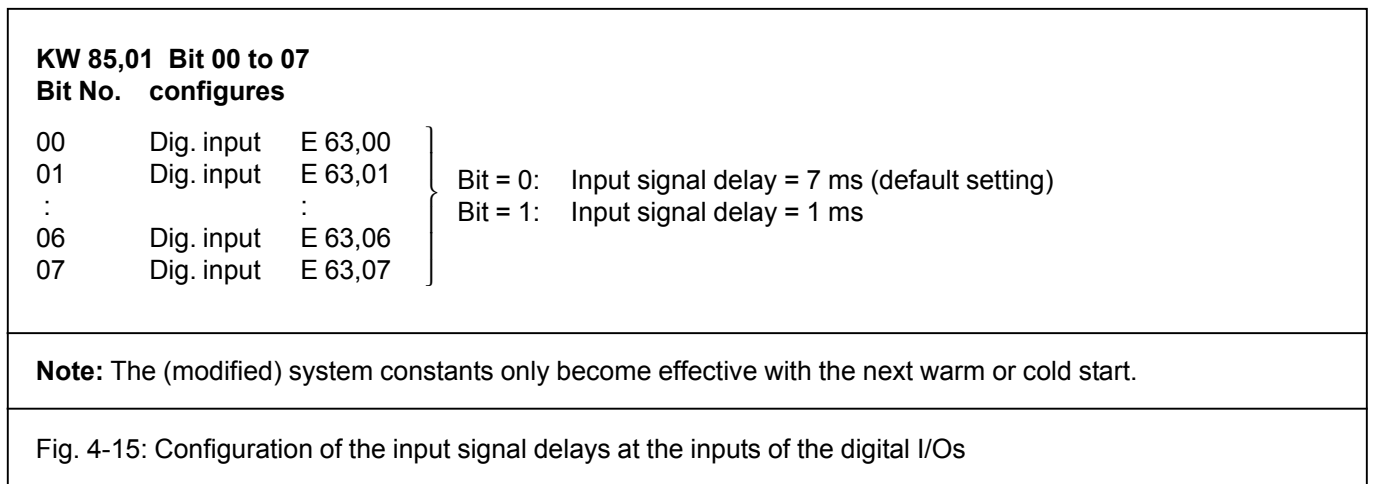 KW 85,01 Bit 00 to 07
Bit No. configures
00 Dig. input E 63,00
01 Dig. input E 63,01
: :
06 Dig. input E 63,06
07 Dig. input E 63,07
Bit = 0: Input signal delay = 7 ms (default setting)
Bit = 1: Input signal delay = 1 ms
Note: The (modified) system constants only become effective with the next warm or cold start.
Fig. 4-15: Configuration of the input signal delays at the inputs of the digital I/Os